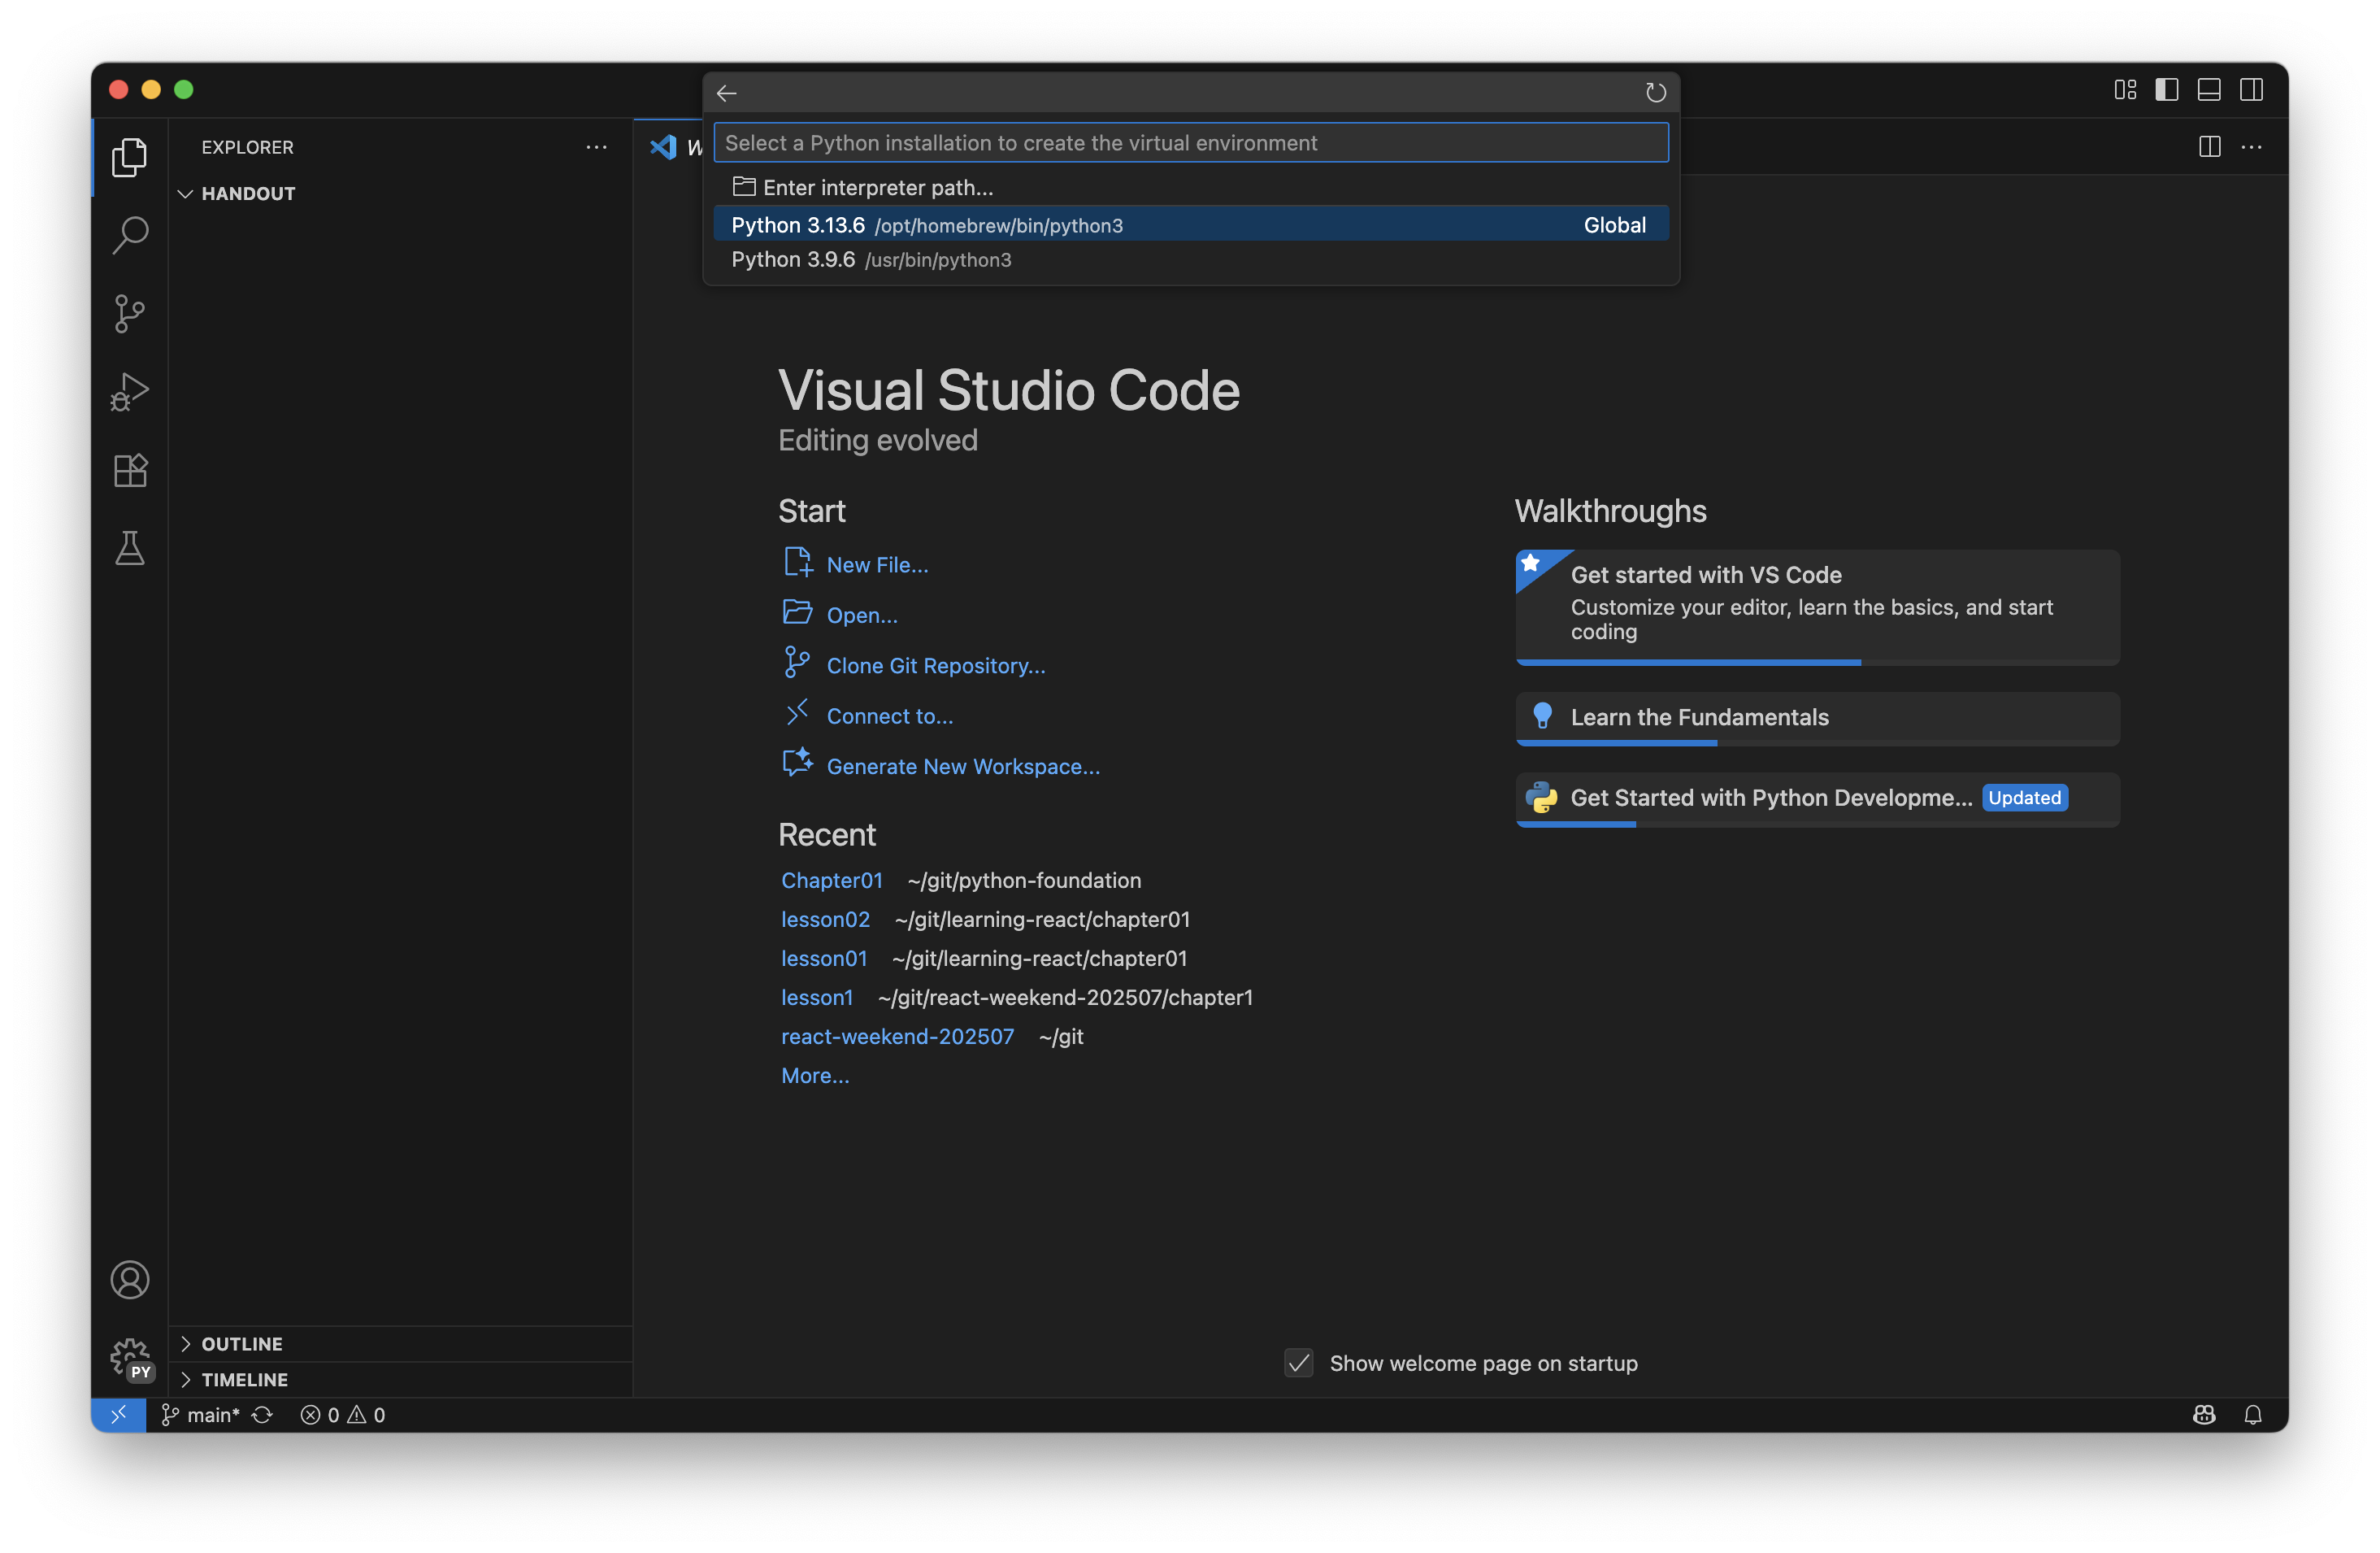 EXPLORER
HANDOUT
Select a Python installation to create the virtual environment
Enter interpreter path...
Python 3.13.6 /opt/homebrew/bin/python3 Global
Python 3.9.6 /usr/bin/python3
Visual Studio Code
Editing evolved
Start
New File...
Open...
Clone Git Repository...
Connect to...
Generate New Workspace...
Recent
Chapter01 ~/git/python-foundation
lesson02 ~/git/learning-react/chapter01
lesson01 ~/git/learning-react/chapter01
lesson1 ~/git/react-weekend-202507/chapter1
react-weekend-202507 ~/git
More...
Walkthroughs
Get started with VS Code
Customize your editor, learn the basics, and start
coding
Learn the Fundamentals
Get Started with Python Developme... Updated
Show welcome page on startup
PY
OUTLINE
TIMELINE
main* 0 0